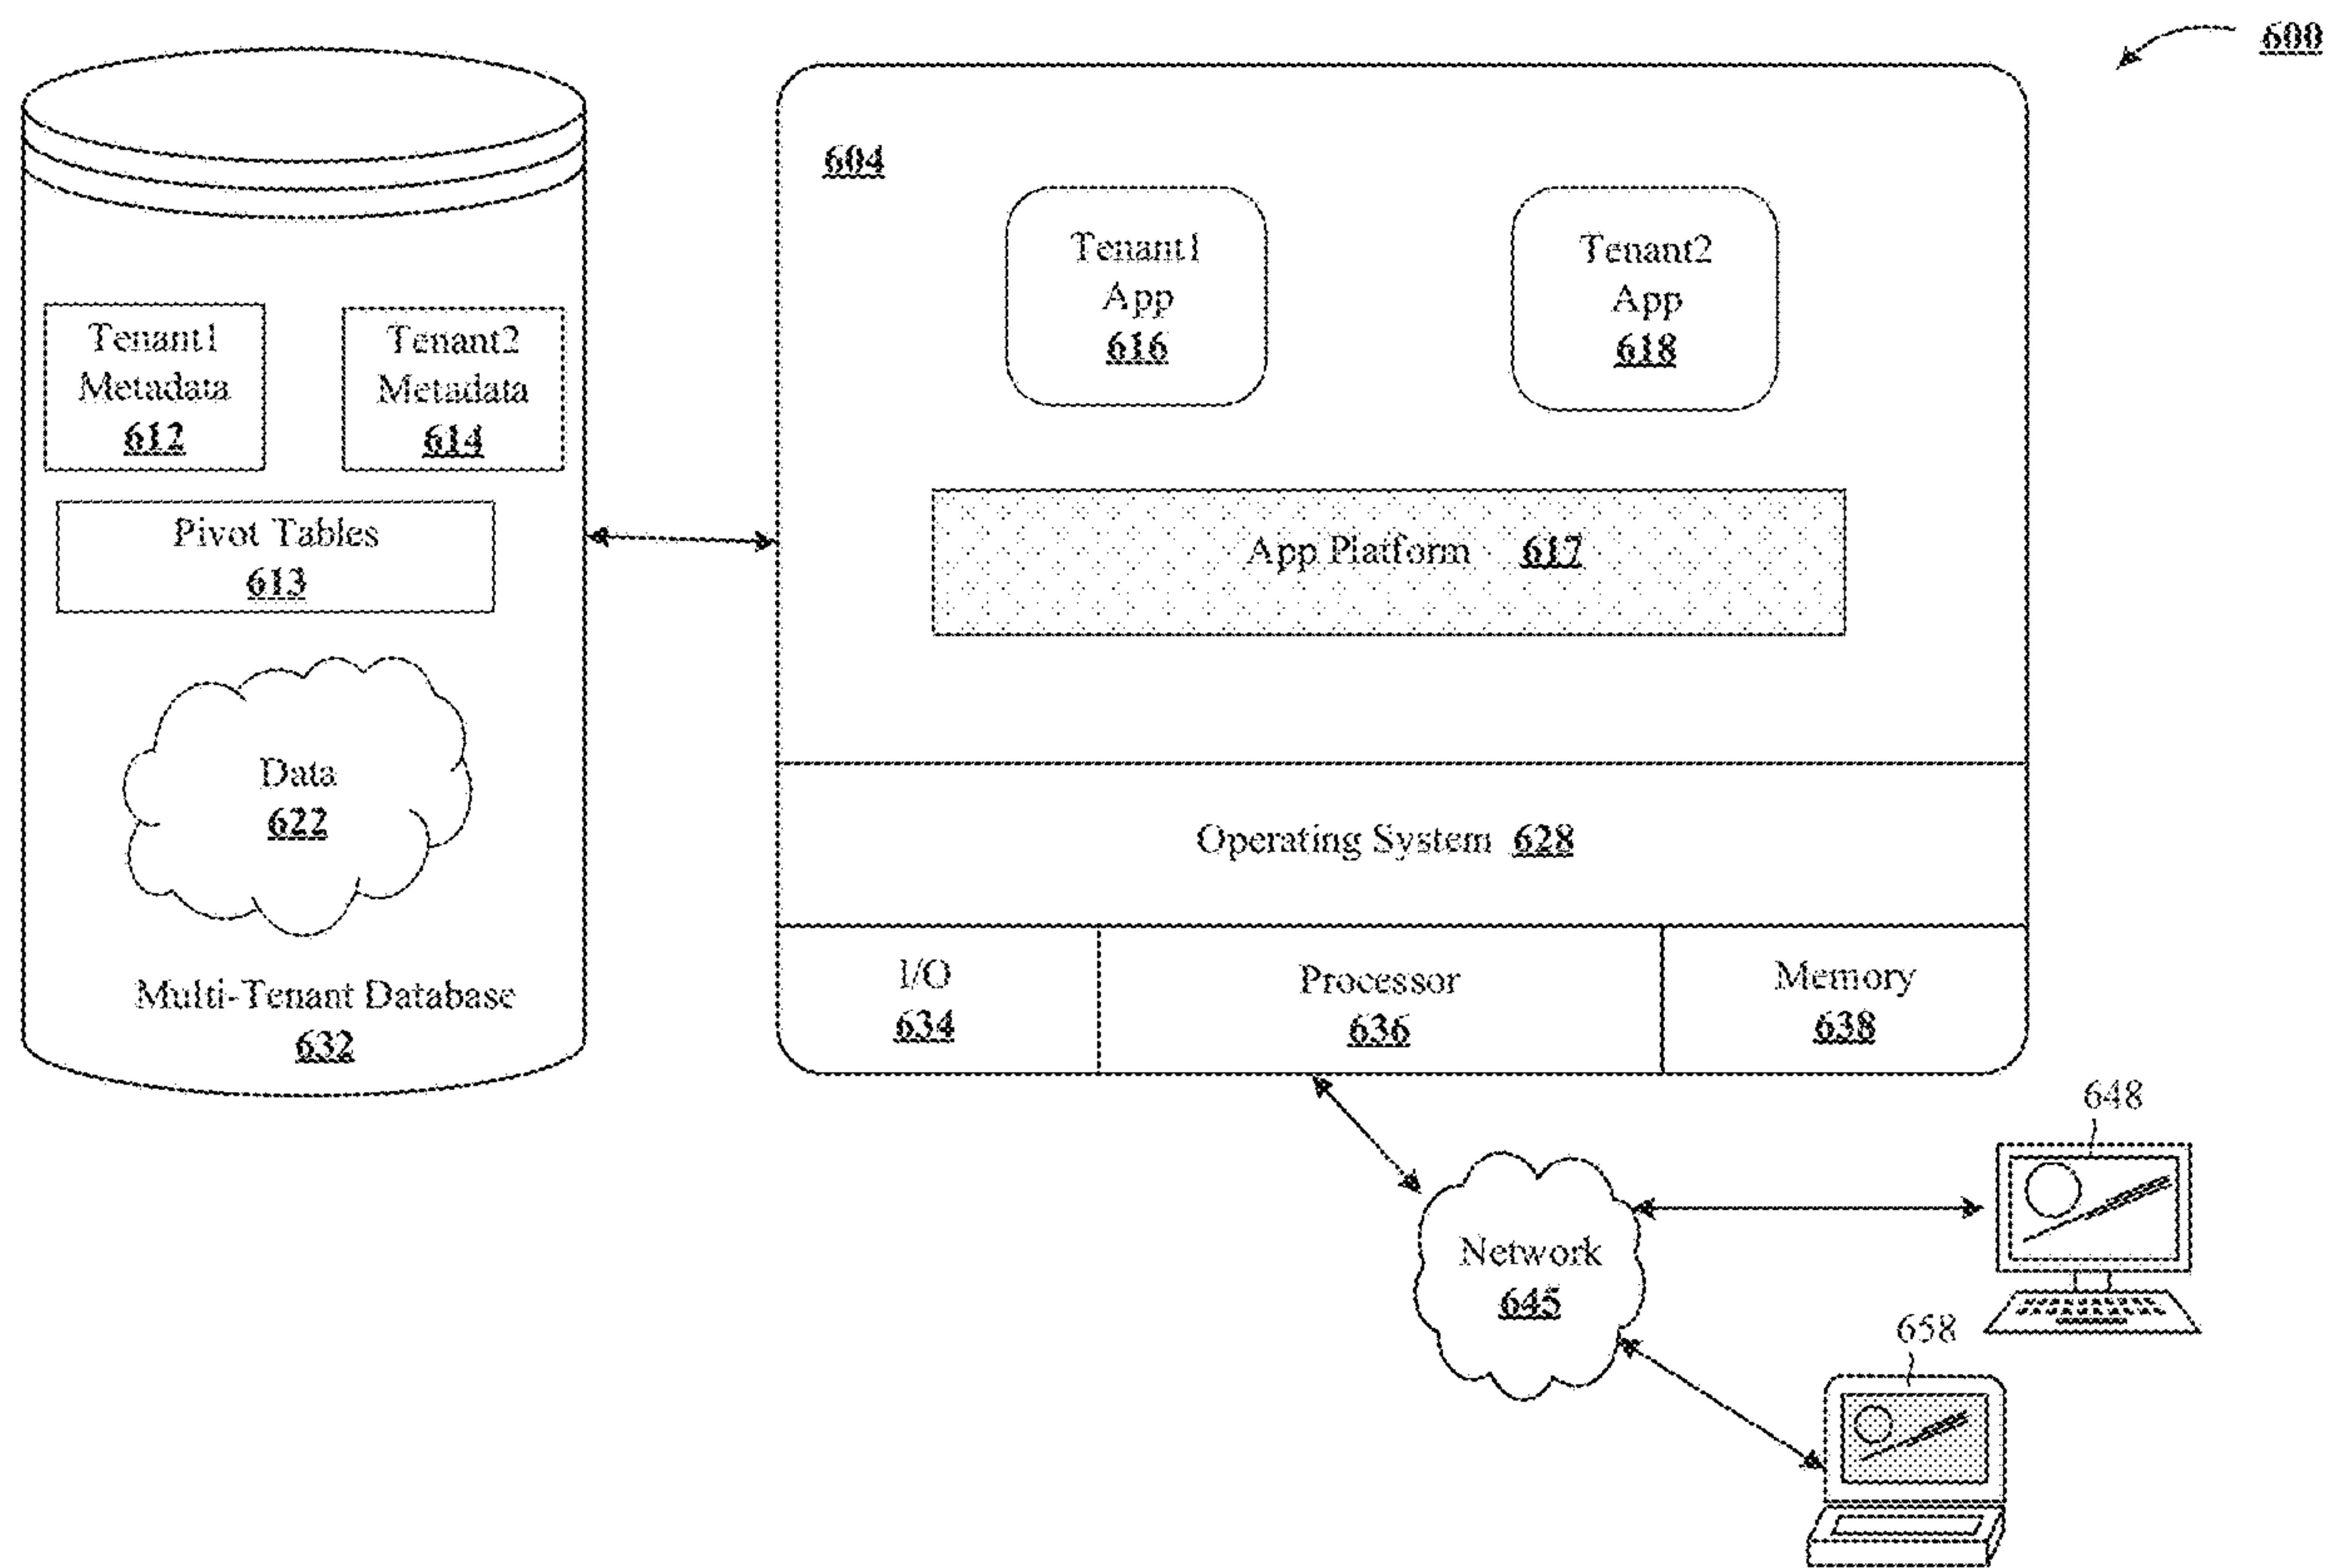 600
604
Tenant1
App
616
Tenant2
App
618
Tenant1
Metadata
612
Tenant2
Metadata
614
Pivot Tables
613
App Platform 617
Data
622
Operating System 628
Multi-Tenant Database
632
I/O
634
Processor
636
Memory
638
648
Network
645
658